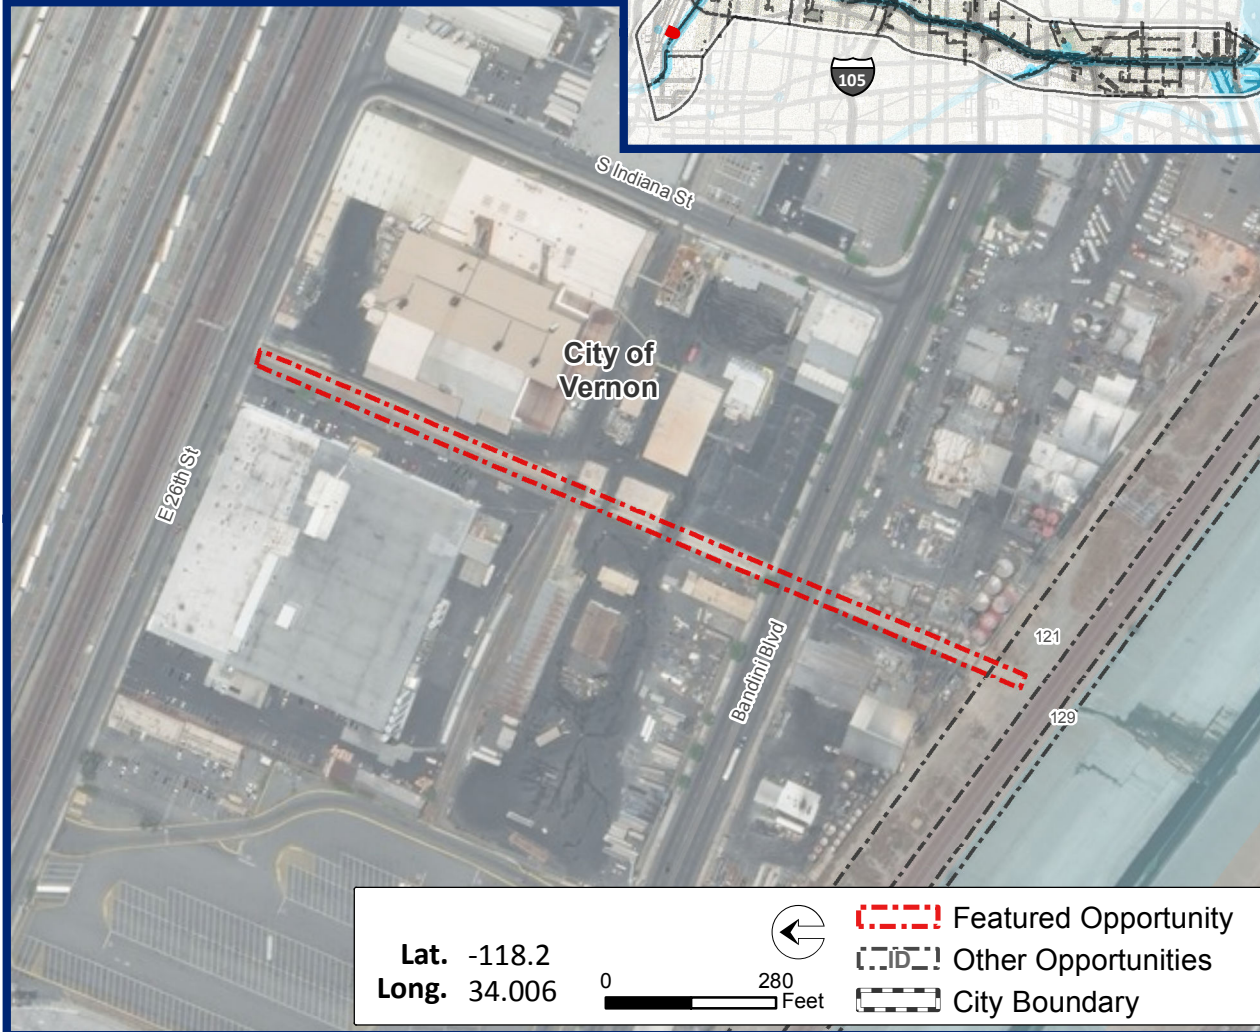 105
S Indiana St
City of
Vernon
E 26th St
Bandini Blvd
121
129
Lat. -118.2
Long. 34.006
0 280
Feet
Featured Opportunity
ID Other Opportunities
City Boundary